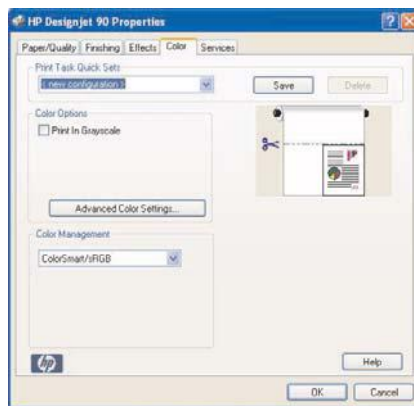 HP Designjet 90 Properties
Paper/Quality Finishing Effects Color Services
Print Task Quick Sets
( new configuration )
Save
Delete
Color Options
Print In Grayscale
Advanced Color Settings...
Color Management
ColorSmart/sRGB
hp
Help
OK
Cancel